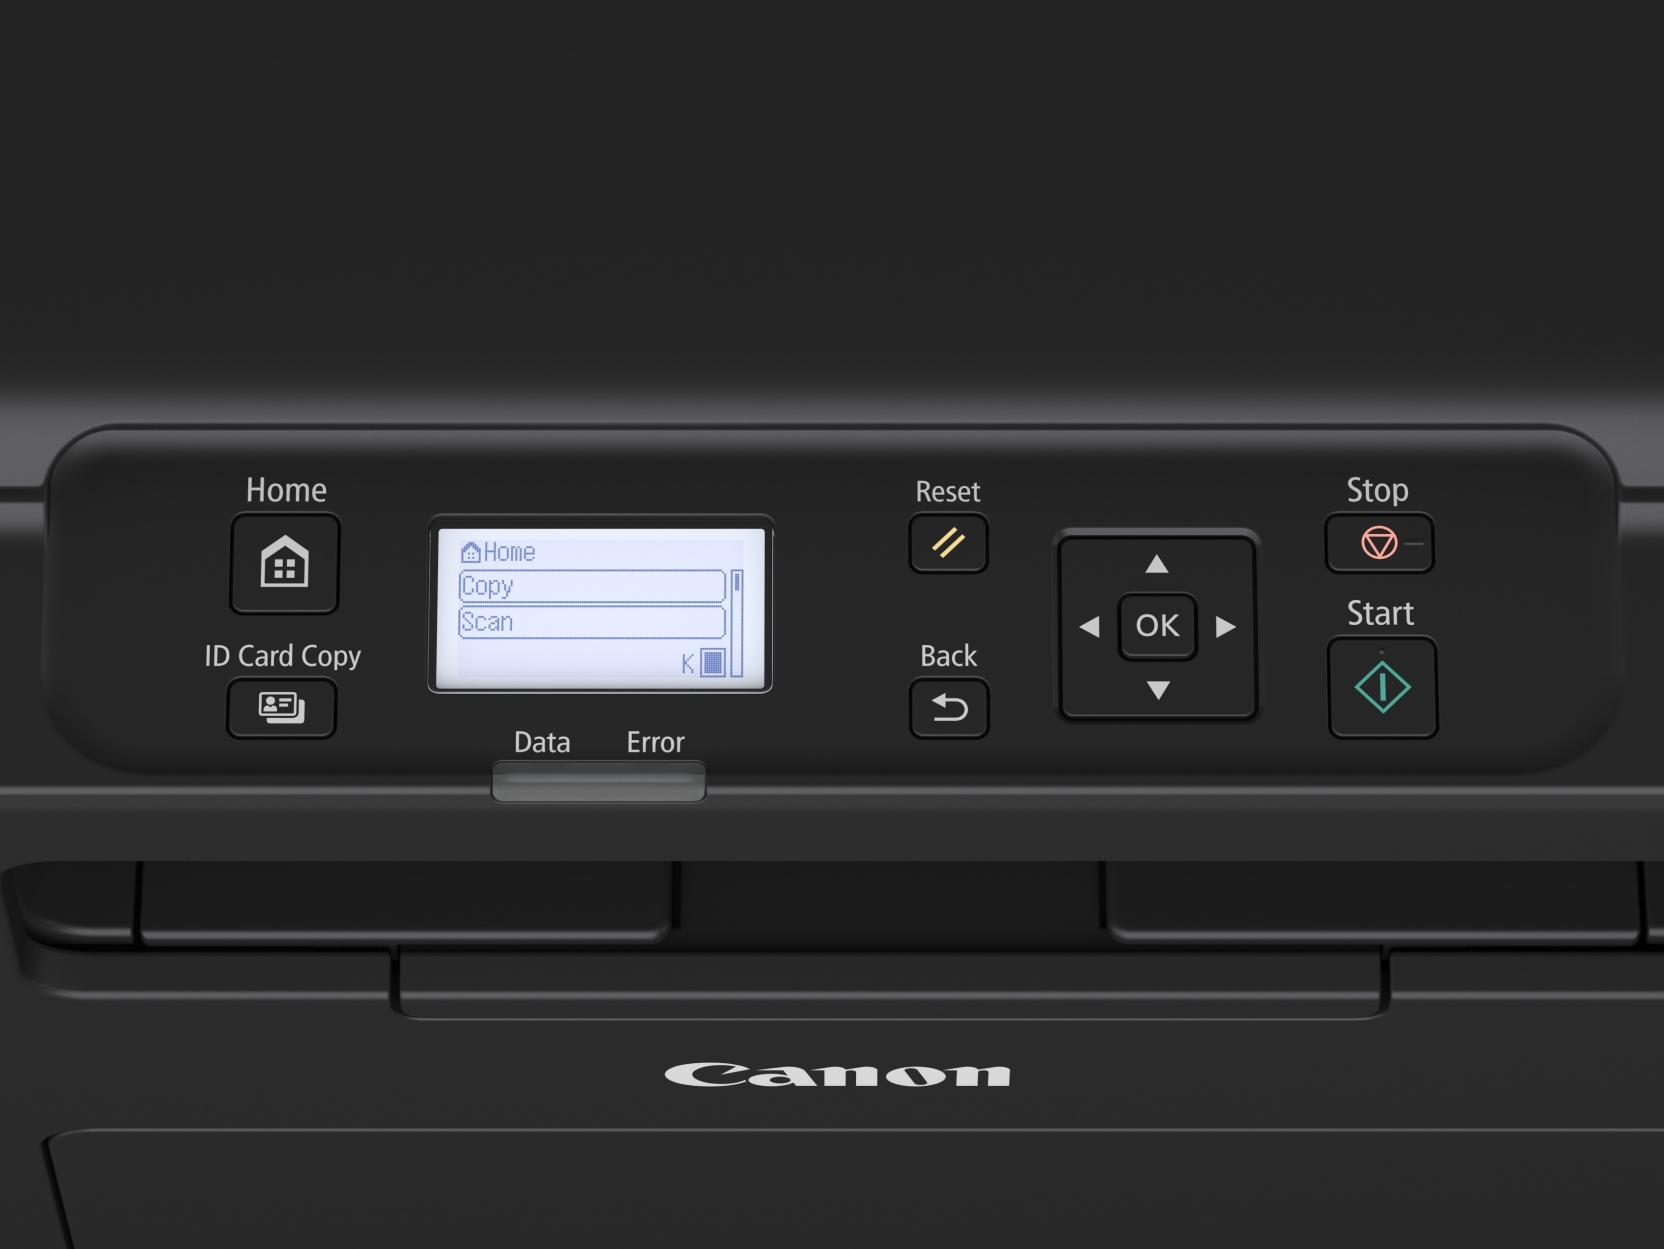 Home
ID Card Copy
Home
Copy
Scan
K
Data
Error
Reset
Back
OK
Stop
Start
Canon